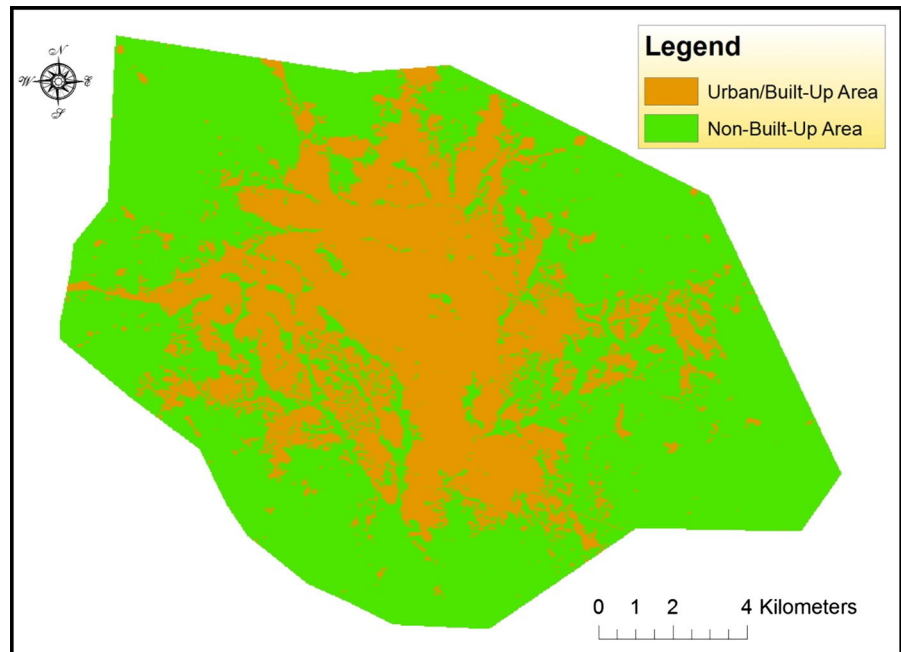 N
W
E
S
Legend
Urban/Built-Up Area
Non-Built-Up Area
0 1 2 4 Kilometers